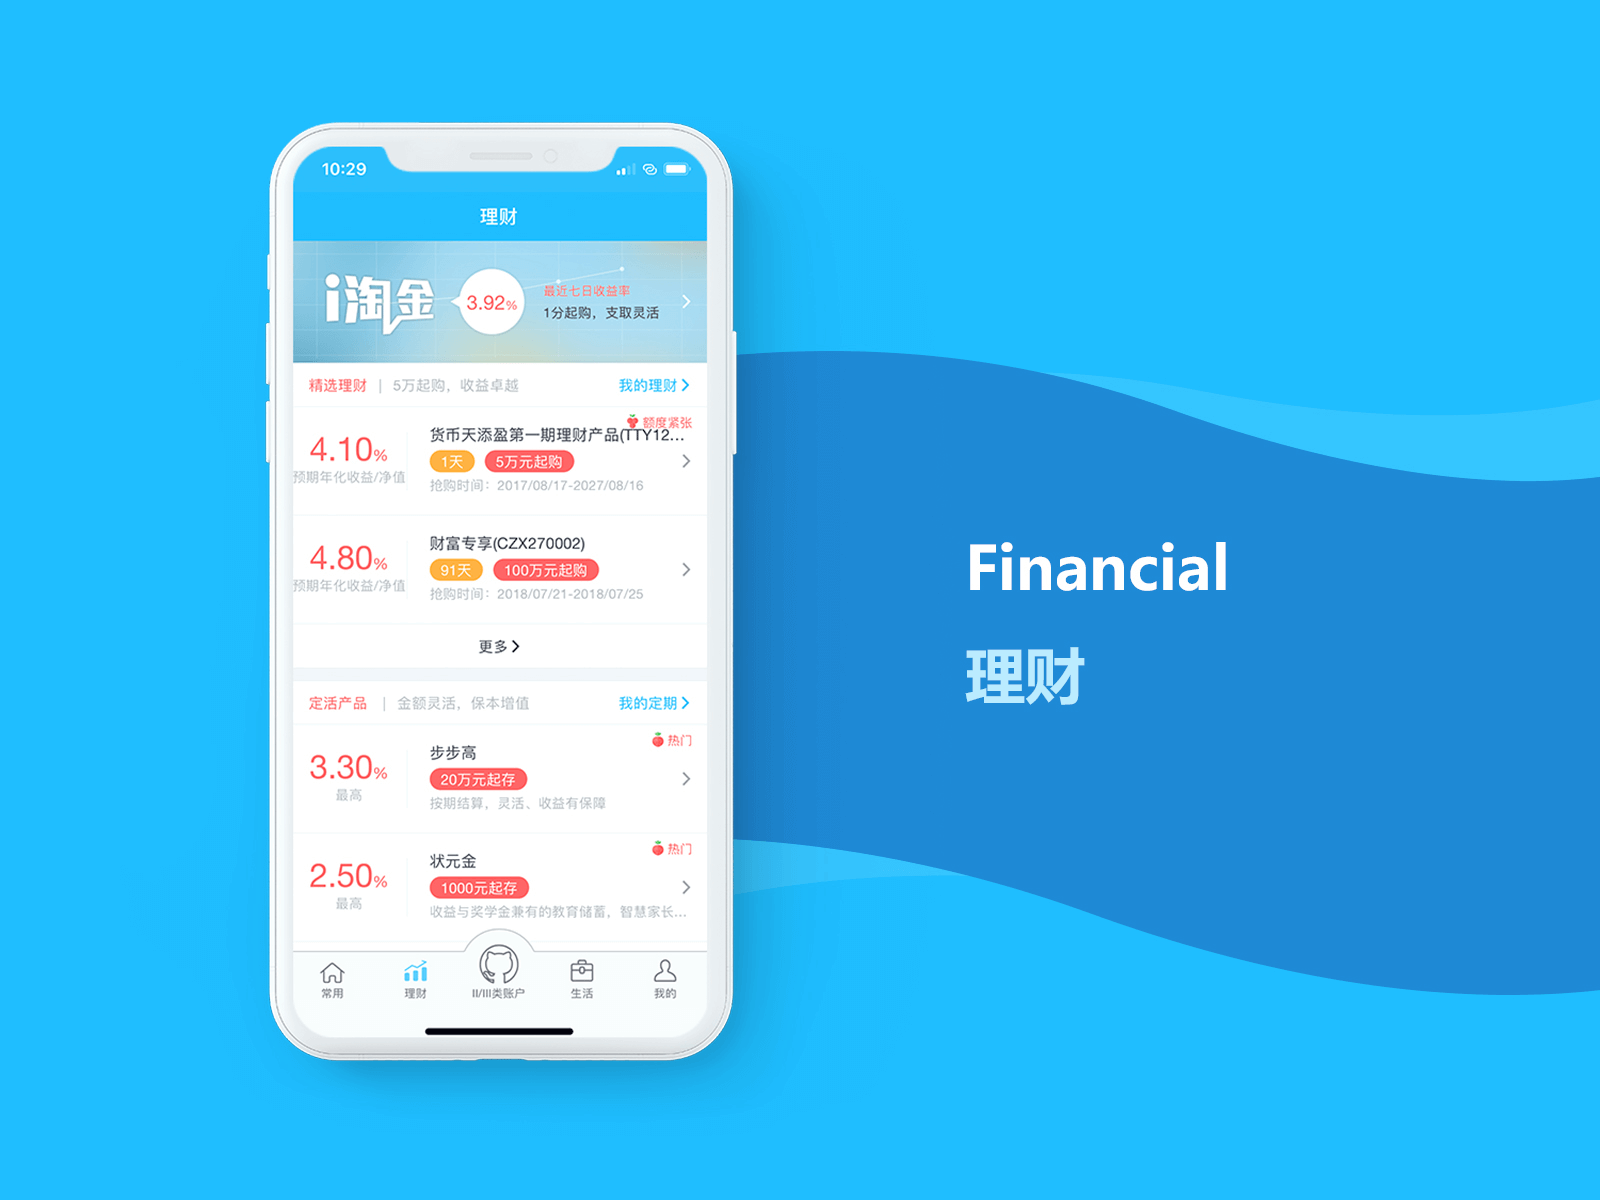 10:29
理财
i淘金
3.92%
最近七日收益率
1分起购，支取灵活
精选理财 | 5万起购，收益卓越
我的理财
额度紧张
4.10%
预期年化收益/净值
货币天添盈第一期理财产品(TTY12...
1天 5万元起购
抢购时间：2017/08/17-2027/08/16
4.80%
预期年化收益/净值
财富专享(CZX270002)
91天 100万元起购
抢购时间：2018/07/21-2018/07/25
更多
定活产品 | 金额灵活，保本增值
我的定期
热门
3.30%
最高
步步高
20万元起存
按期结算，灵活、收益有保障
热门
2.50%
最高
状元金
1000元起存
收益与奖学金兼有的教育储蓄，智慧家长...
常用
理财
II/III类账户
生活
我的
Financial
理财